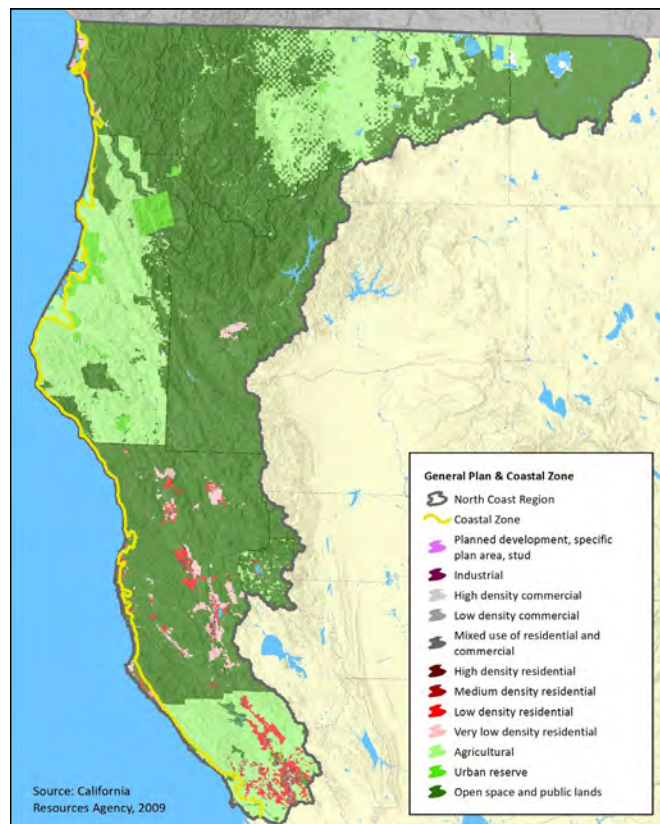 General Plan & Coastal Zone
North Coast Region
Coastal Zone
Planned development, specific
plan area, stud
Industrial
High density commercial
Low density commercial
Mixed use of residential and
commercial
High density residential
Medium density residential
Low density residential
Very low density residential
Agricultural
Urban reserve
Open space and public lands
Source: California
Resources Agency, 2009